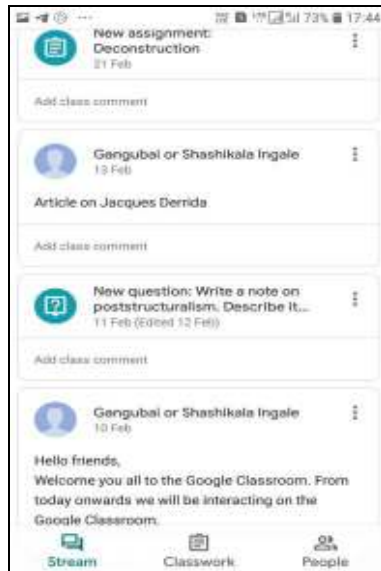 73% 17:44
New assignment:
Deconstruction
21 Feb
Add class comment
Gangubai or Shashikala Ingale
13 Feb
Article on Jacques Derrida
Add class comment
New question: Write a note on
poststructuralism. Describe it...
11 Feb (Edited 12 Feb)
Add class comment
Gangubai or Shashikala Ingale
10 Feb
Hello friends,
Welcome you all to the Google Classroom. From
today onwards we will be interacting on the
Google Classroom.
Stream Classwork People